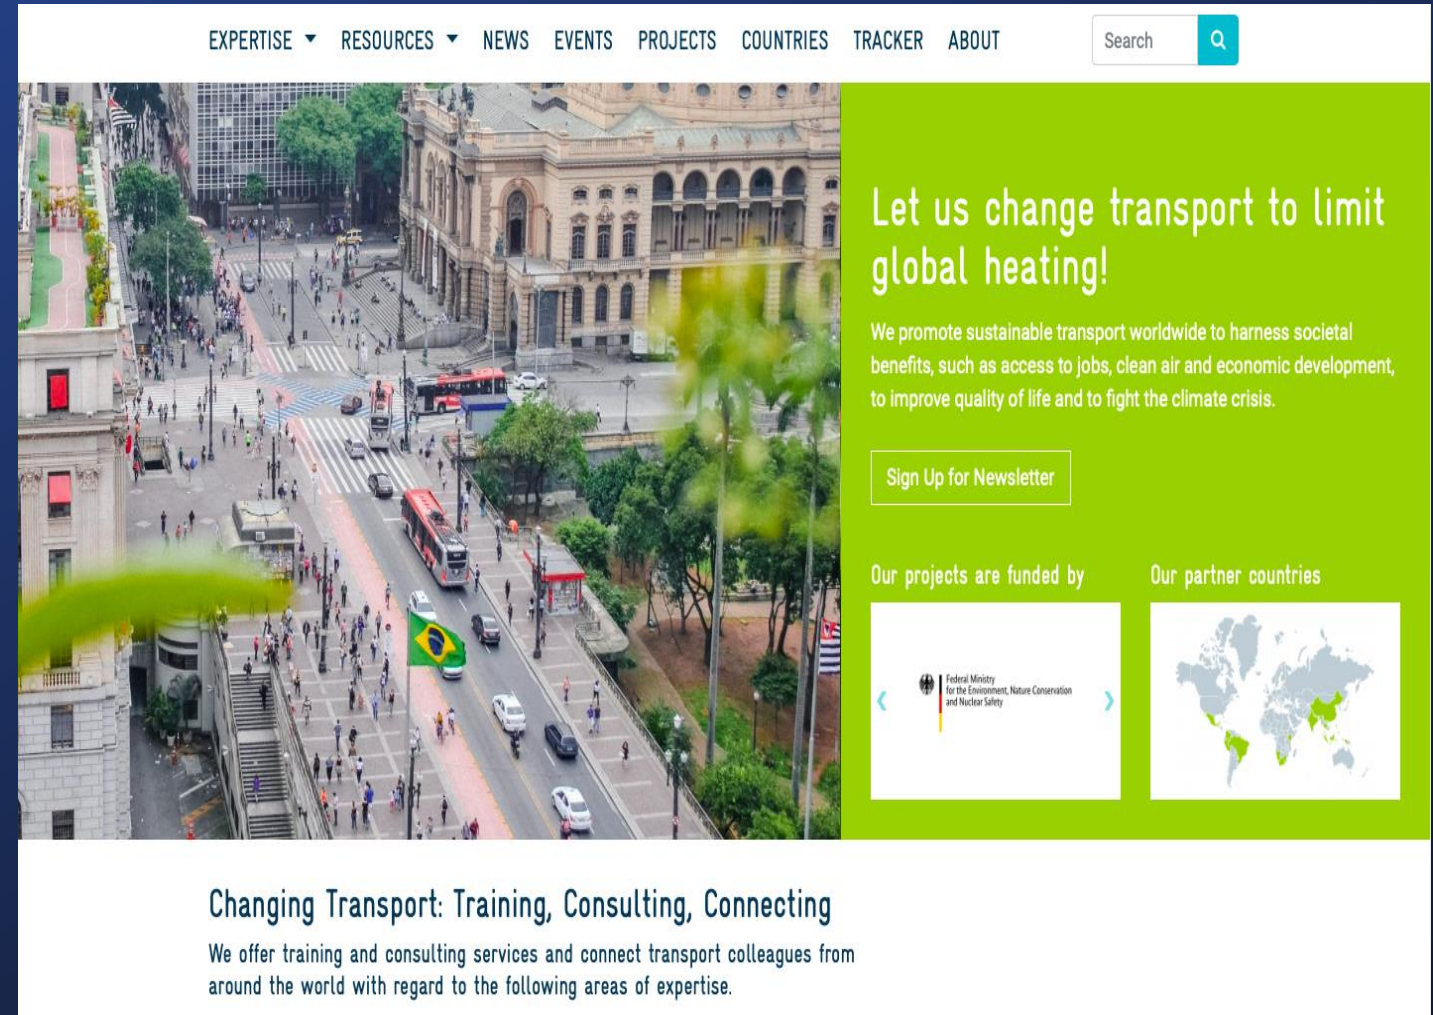 EXPERTISE RESOURCES NEWS EVENTS PROJECTS COUNTRIES TRACKER ABOUT Search
Let us change transport to limit
global heating!
We promote sustainable transport worldwide to harness societal
benefits, such as access to jobs, clean air and economic development,
to improve quality of life and to fight the climate crisis.
Sign Up for Newsletter
Our projects are funded by
Federal Ministry
for the Environment, Nature Conservation
and Nuclear Safety
Our partner countries
Changing Transport: Training, Consulting, Connecting
We offer training and consulting services and connect transport colleagues from
around the world with regard to the following areas of expertise.